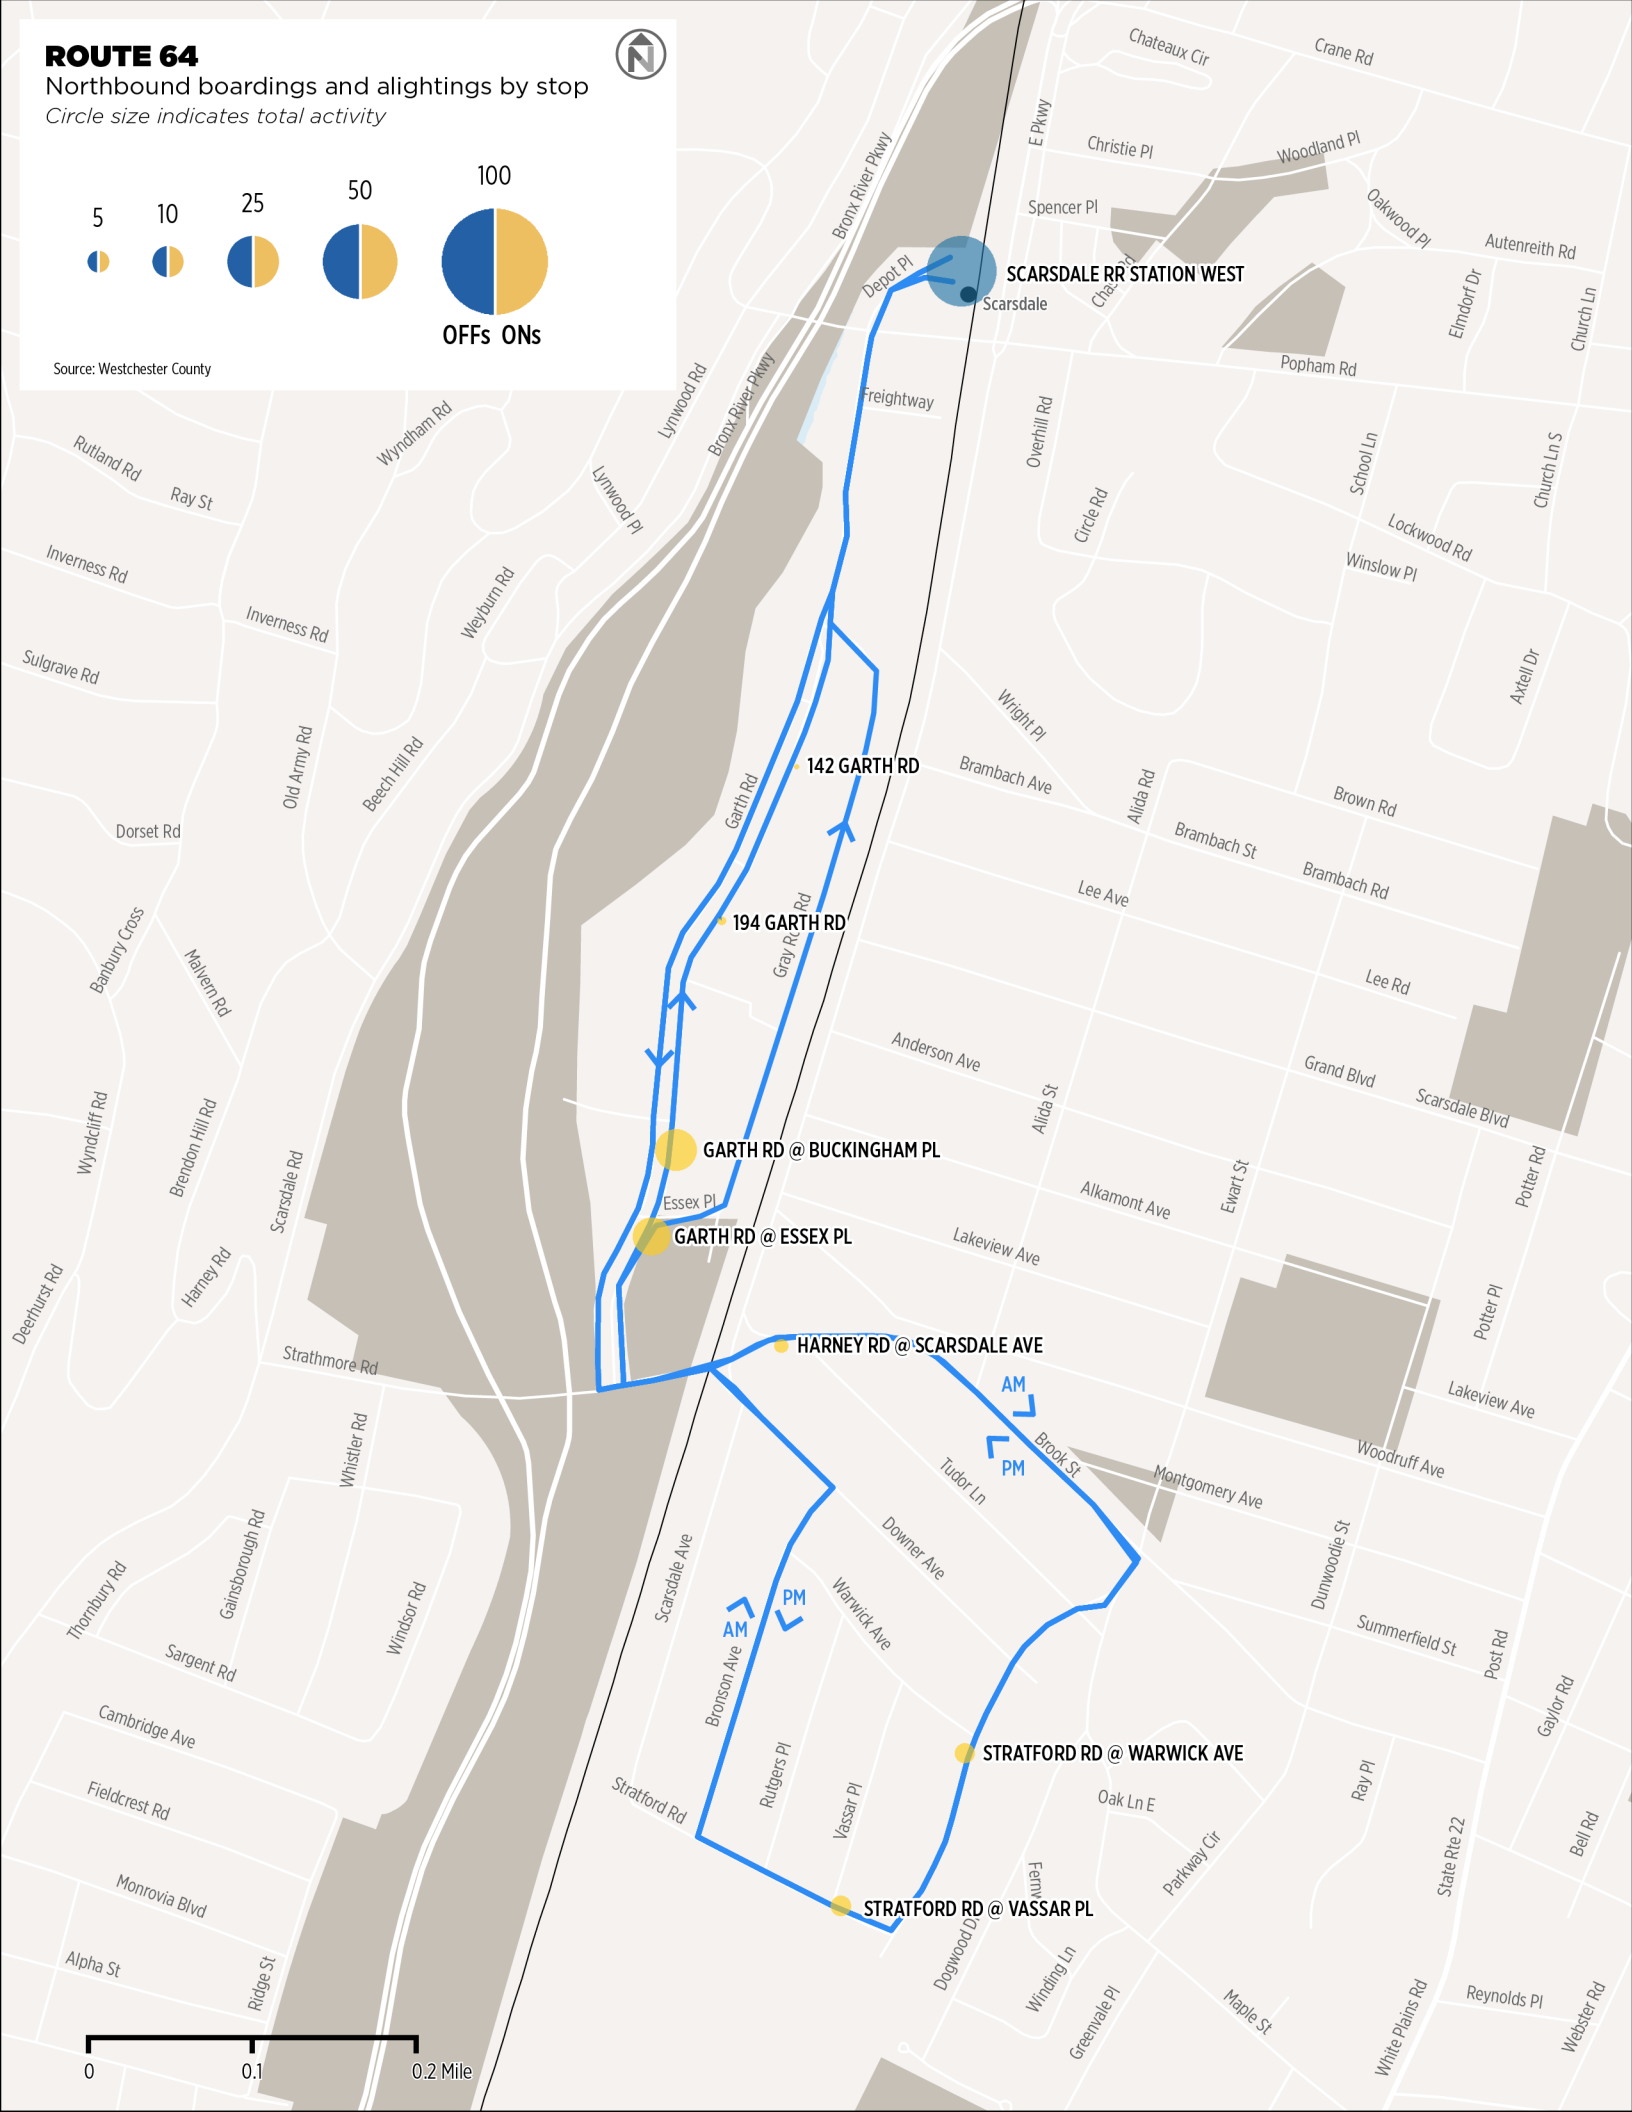 ROUTE 64
Northbound boardings and alightings by stop
Circle size indicates total activity
N
5
10
25
50
100
OFFs ONs
Source: Westchester County
Chateaux Cir
Crane Rd
E Pkwy
Christie Pl
Woodland Pl
Bronx River Pkwy
Spencer Pl
Oakwood Pl
Autenreith Rd
Depot Pl
SCARSDALE RR STATION WEST
Scarsdale
Elmdorf Dr
Church Ln
Popham Rd
Lynwood Rd
Bronx River Pkwy
Freightway
Overhill Rd
Wyndham Rd
Rutland Rd
Ray St
Lynwood Pl
School Ln
Church Ln S
Circle Rd
Lockwood Rd
Winslow Pl
Inverness Rd
Inverness Rd
Weyburn Rd
Sulgrave Rd
Axtell Dr
Wright Pl
Old Army Rd
Beech Hill Rd
142 GARTH RD
Brambach Ave
Alida Rd
Brown Rd
Garth Rd
Dorset Rd
Brambach St
Brambach Rd
Lee Ave
194 GARTH RD
Banbury Cross
Malvern Rd
Lee Rd
Anderson Ave
Grand Blvd
Scarsdale Blvd
Alida St
Wyndcliff Rd
Brendon Hill Rd
Scarsdale Rd
GARTH RD @ BUCKINGHAM PL
Ewart St
Potter Rd
Essex Pl
Alkamont Ave
GARTH RD @ ESSEX PL
Lakeview Ave
Harney Rd
Deerhurst Rd
Potter Pl
HARNEY RD @ SCARSDALE AVE
Strathmore Rd
AM
PM
Lakeview Ave
Brook St
Whistler Rd
Tudor Ln
Woodruff Ave
Montgomery Ave
Downer Ave
Gainsborough Rd
Scarsdale Ave
Dunwoodie St
Thornbury Rd
Windsor Rd
PM
AM
Warwick Ave
Summerfield St
Post Rd
Sargent Rd
Bronson Ave
Gaylor Rd
Cambridge Ave
STRATFORD RD @ WARWICK AVE
Rutgers Pl
Vassar Pl
Stratford Rd
Ray Pl
Oak Ln E
Fieldcrest Rd
Parkway Cir
State Rte 22
Bell Rd
Monrovia Blvd
STRATFORD RD @ VASSAR PL
Alpha St
Ridge St
Winding Ln
Greenvale Pl
Maple St
White Plains Rd
Reynolds Pl
Webster Rd
0
0.1
0.2 Mile